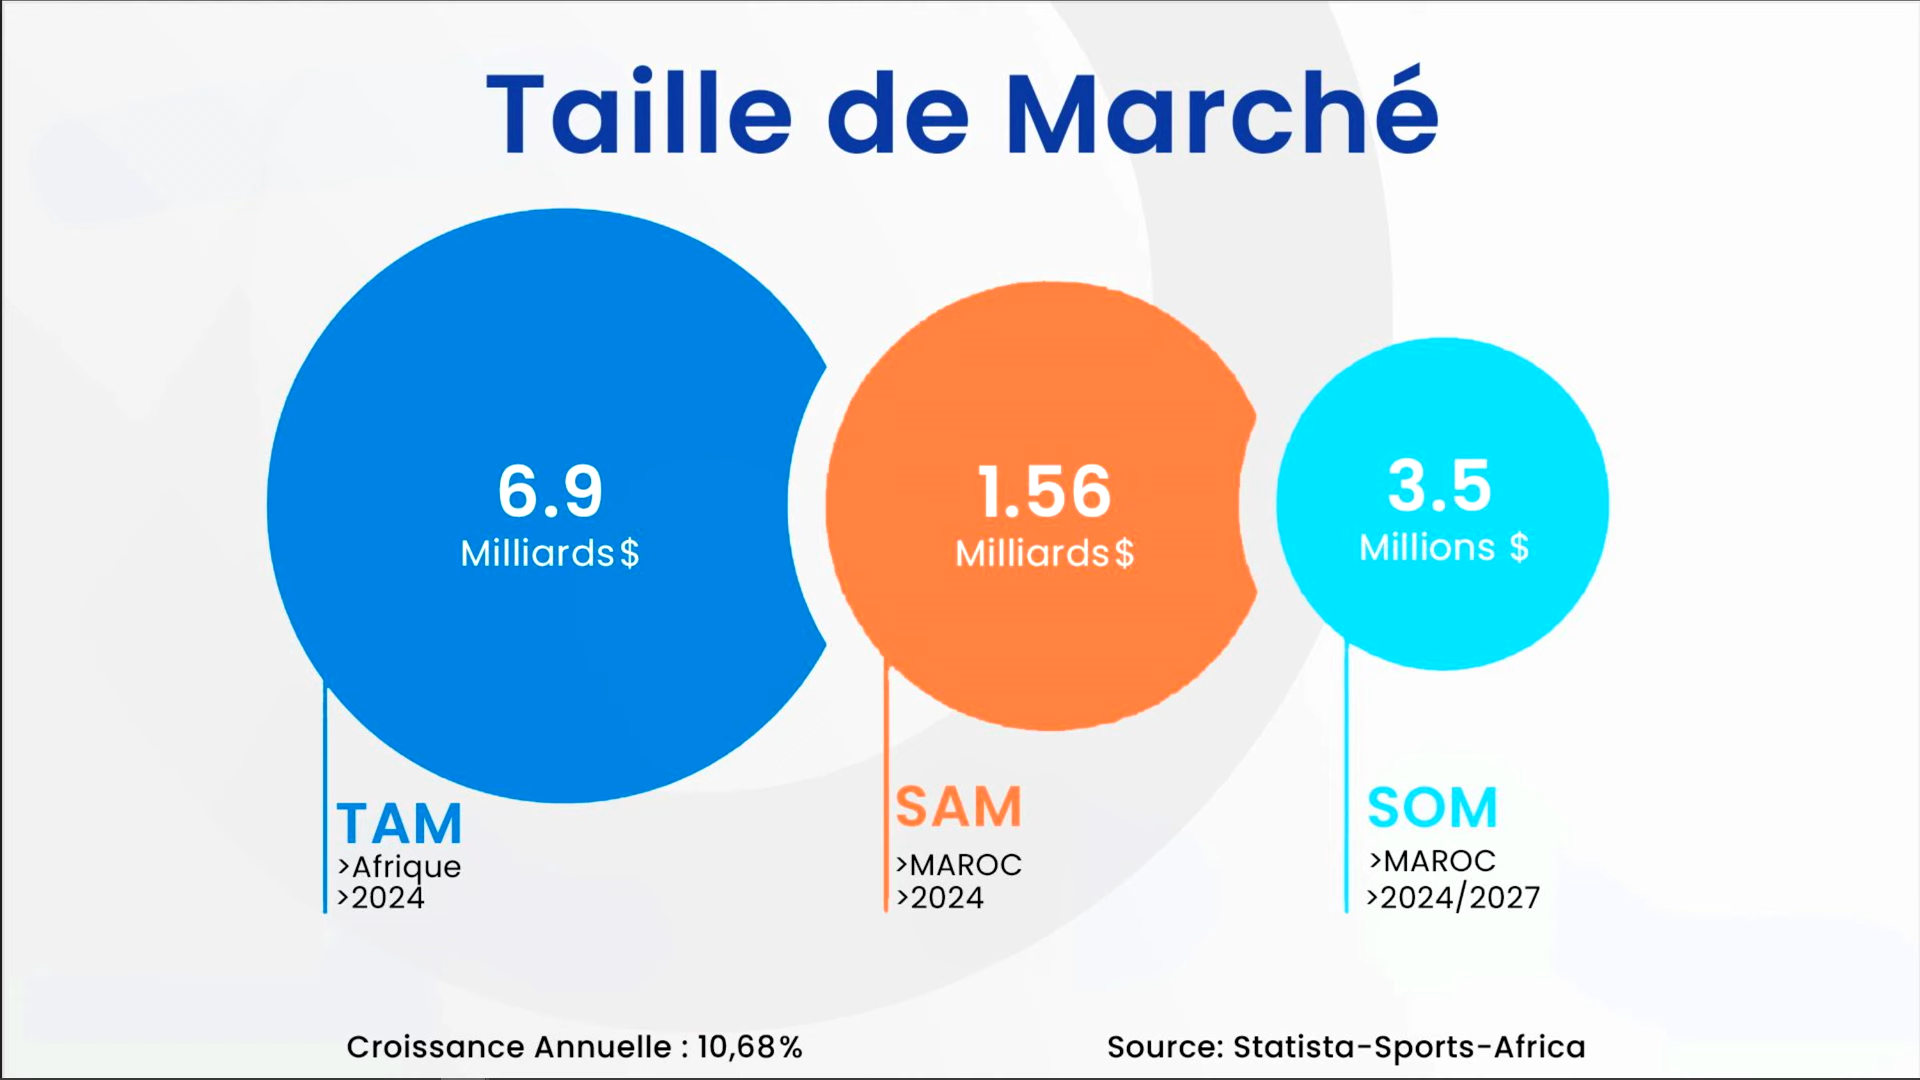 Taille de Marché
6.9
Milliards$
1.56
Milliards$
3.5
Millions $
TAM
>Afrique
>2024
SAM
>MAROC
>2024
SOM
>MAROC
>2024/2027
Croissance Annuelle : 10,68%
Source: Statista-Sports-Africa